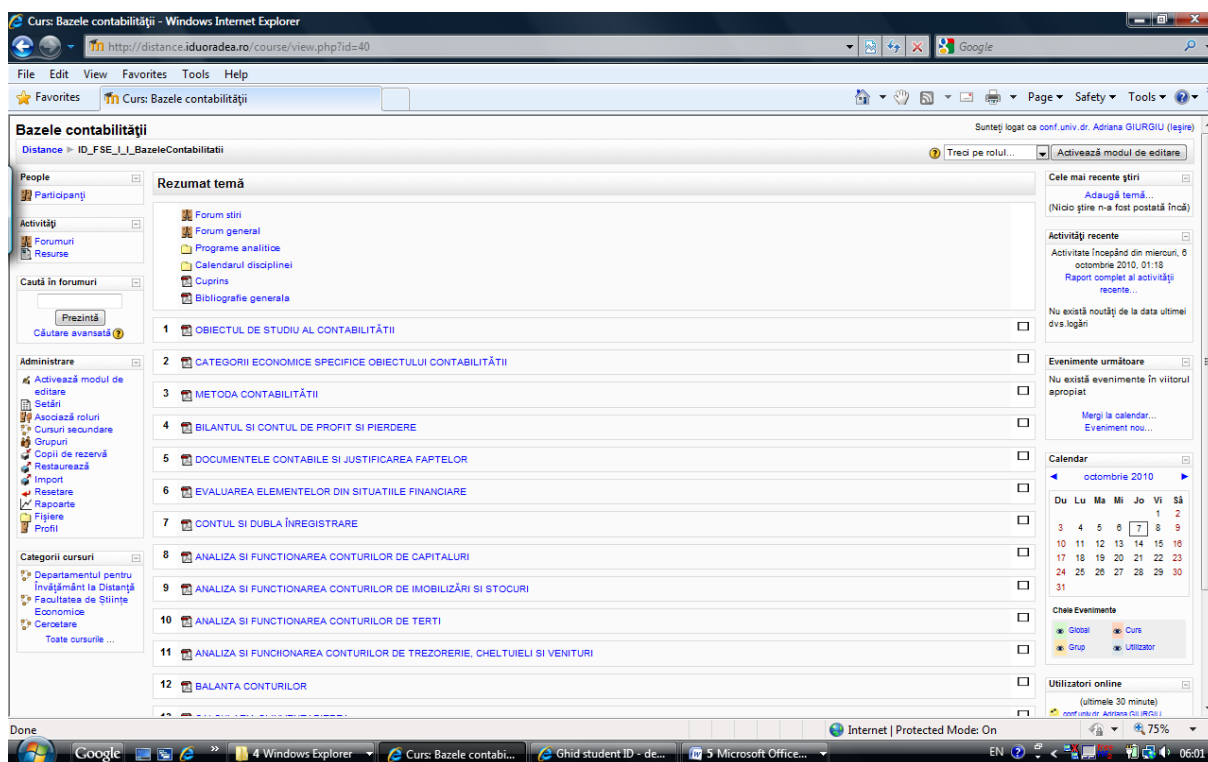 Curs: Bazele contabilităţii - Windows Internet Explorer
http://distance.iduoradea.ro/course/view.php?id=40
Google
File Edit View Favorites Tools Help
Favorites
Curs: Bazele contabilităţii
Page Safety Tools
Bazele contabilităţii
Sunteţi logat ca conf.univ.dr. Adriana GIURGIU (Ieşire)
Distance ► ID_FSE_I_I_BazeleContabilitatii
Treci pe rolul...
Activează modul de editare
People
Participanţi
Activităţi
Forumuri
Resurse
Caută în forumuri
Prezintă
Căutare avansată
Administrare
Activează modul de
editare
Setări
Asociază roluri
Cursuri secundare
Grupuri
Copii de rezervă
Restaurează
Import
Resetare
Rapoarte
Fişiere
Profil
Categorii cursuri
Departamentul pentru
Învăţământ la Distanţă
Facultatea de Ştiinţe
Economice
Cercetare
Toate cursurile ...
Rezumat temă
Forum stiri
Forum general
Programe analitice
Calendarul disciplinei
Cuprins
Bibliografie generala
1 OBIECTUL DE STUDIU AL CONTABILITĂTII
2 CATEGORII ECONOMICE SPECIFICE OBIECTULUI CONTABILITĂTII
3 METODA CONTABILITĂTII
4 BILANTUL SI CONTUL DE PROFIT SI PIERDERE
5 DOCUMENTELE CONTABILE SI JUSTIFICAREA FAPTELOR
6 EVALUAREA ELEMENTELOR DIN SITUATIILE FINANCIARE
7 CONTUL SI DUBLA ÎNREGISTRARE
8 ANALIZA SI FUNCTIONAREA CONTURILOR DE CAPITALURI
9 ANALIZA SI FUNCTIONAREA CONTURILOR DE IMOBILIZĂRI SI STOCURI
10 ANALIZA SI FUNCTIONAREA CONTURILOR DE TERTI
11 ANALIZA SI FUNCIIONAREA CONTURILOR DE TREZORERIE, CHELTUIELI SI VENITURI
12 BALANTA CONTURILOR
Cele mai recente ştiri
Adaugă temă...
(Nicio ştire n-a fost postată încă)
Activităţi recente
Activitate începând din miercuri, 6
octombrie 2010, 01:18
Raport complet al activităţii
recente...
Nu există noutăţi de la data ultimei
dvs.logări
Evenimente următoare
Nu există evenimente în viitorul
apropiat
Mergi la calendar...
Eveniment nou...
Calendar
◄ octombrie 2010 ►
Du Lu Ma Mi Jo Vi Sâ
1 2
3 4 5 6 7 8 9
10 11 12 13 14 15 16
17 18 19 20 21 22 23
24 25 26 27 28 29 30
31
Cheie Evenimente
Global Curs
Grup Utilizator
Utilizatori online
(ultimele 30 minute)
conf.univ.dr. Adriana GIURGIU
Done
Internet | Protected Mode: On
75%
Google
4 Windows Explorer
Curs: Bazele contabi...
Ghid student ID - de...
5 Microsoft Office...
EN
06:01